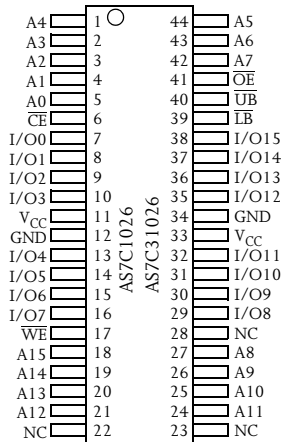 A4 1 44 A5
A3 2 43 A6
A2 3 42 A7
A1 4 41 OE
A0 5 40 UB
CE 6 39 LB
I/O0 7 38 I/O15
I/O1 8 37 I/O14
I/O2 9 36 I/O13
I/O3 10 35 I/O12
VCC 11 34 GND
GND 12 33 VCC
I/O4 13 32 I/O11
I/O5 14 31 I/O10
I/O6 15 30 I/O9
I/O7 16 29 I/O8
WE 17 28 NC
A15 18 27 A8
A14 19 26 A9
A13 20 25 A10
A12 21 24 A11
NC 22 23 NC
AS7C1026
AS7C31026